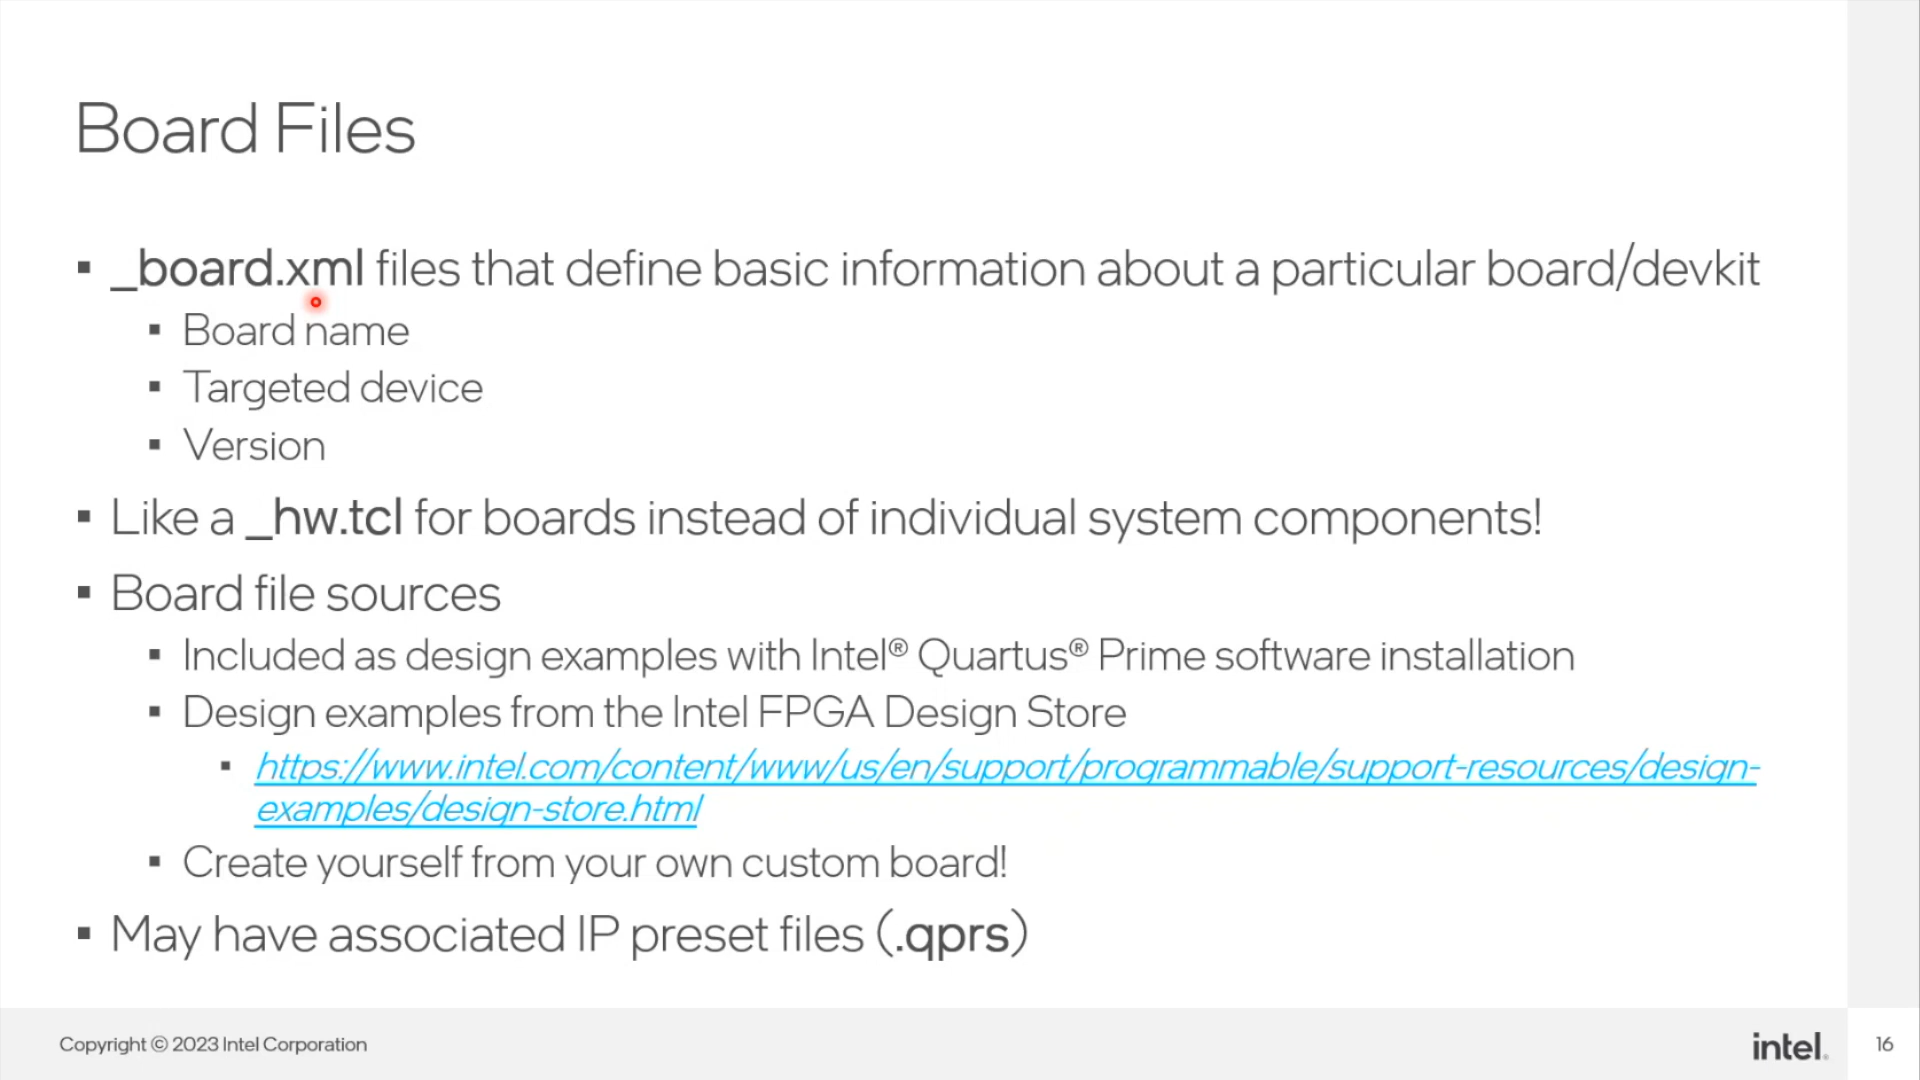 Board Files
▪ _board.xml files that define basic information about a particular board/devkit
▪ Board name
▪ Targeted device
▪ Version
▪ Like a _hw.tcl for boards instead of individual system components!
▪ Board file sources
▪ Included as design examples with Intel® Quartus® Prime software installation
▪ Design examples from the Intel FPGA Design Store
▪ https://www.intel.com/content/www/us/en/support/programmable/support-resources/design-
examples/design-store.html
▪ Create yourself from your own custom board!
▪ May have associated IP preset files (.qprs)
Copyright © 2023 Intel Corporation
intel.
16